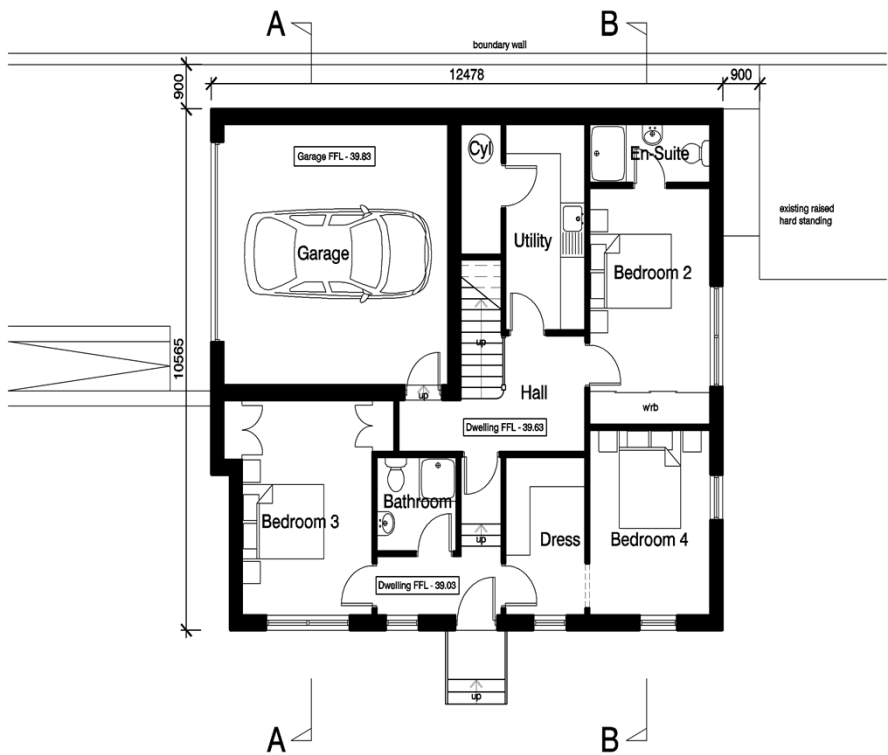 A
B
boundary wall
12478
900
900
Garage FFL - 39.83
Cyl
En-Suite
existing raised
hard standing
Garage
Utility
Bedroom 2
10565
up
up
Hall
w'rb
Dwelling FFL - 39.63
Bathroom
Bedroom 3
Dress
Bedroom 4
up
Dwelling FFL - 39.03
up
A
B